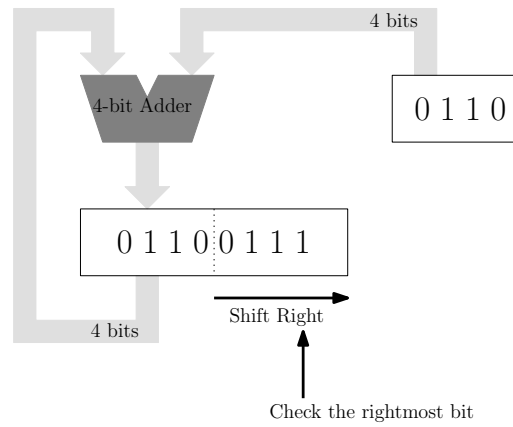 4 bits
4-bit Adder
0 1 1 0
0 1 1 0 0 1 1 1
Shift Right
4 bits
Check the rightmost bit